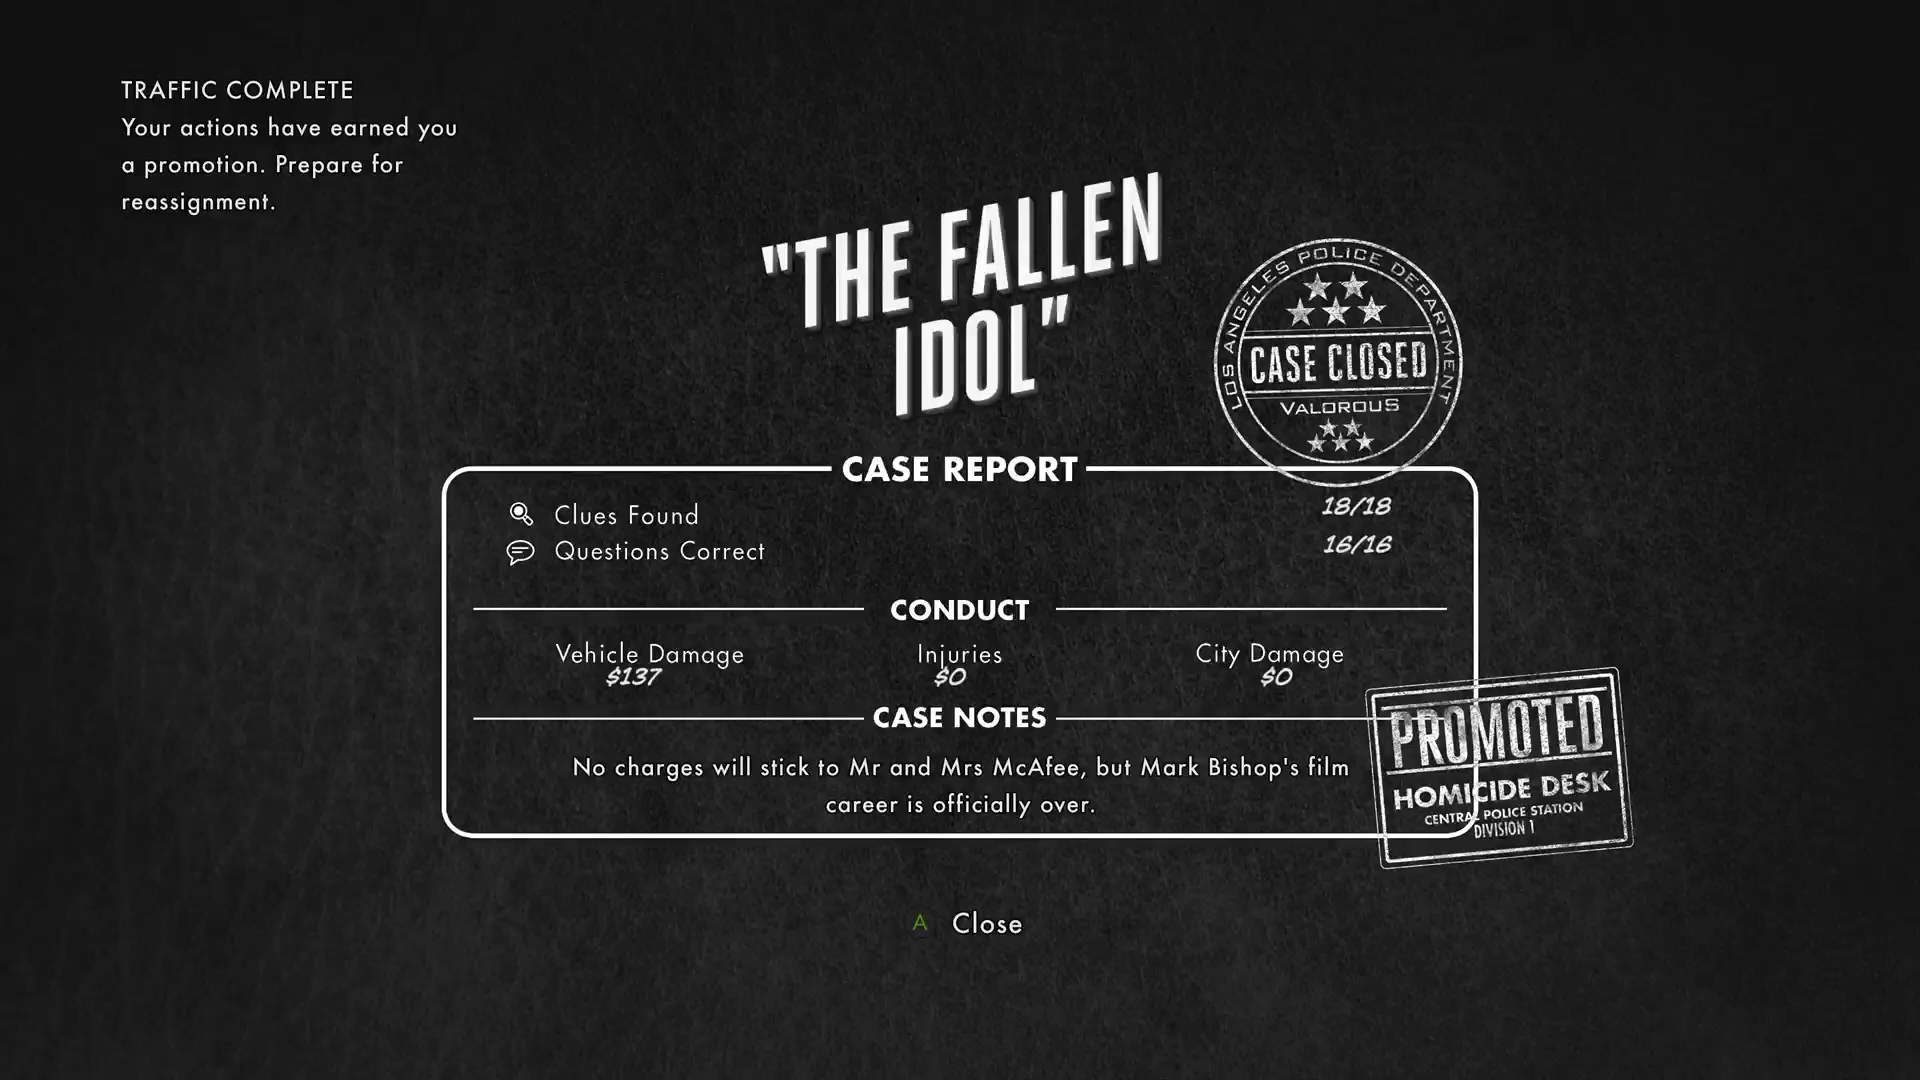 TRAFFIC COMPLETE
Your actions have earned you
a promotion. Prepare for
reassignment.
"THE FALLEN
IDOL"
LOS ANGELES POLICE DEPARTMENT
CASE CLOSED
VALOROUS
CASE REPORT
Clues Found 18/18
Questions Correct 16/16
CONDUCT
Vehicle Damage Injuries City Damage
$137 $0 $0
CASE NOTES
No charges will stick to Mr and Mrs McAfee, but Mark Bishop's film
career is officially over.
PROMOTED
HOMICIDE DESK
CENTRAL POLICE STATION
DIVISION 1
A Close